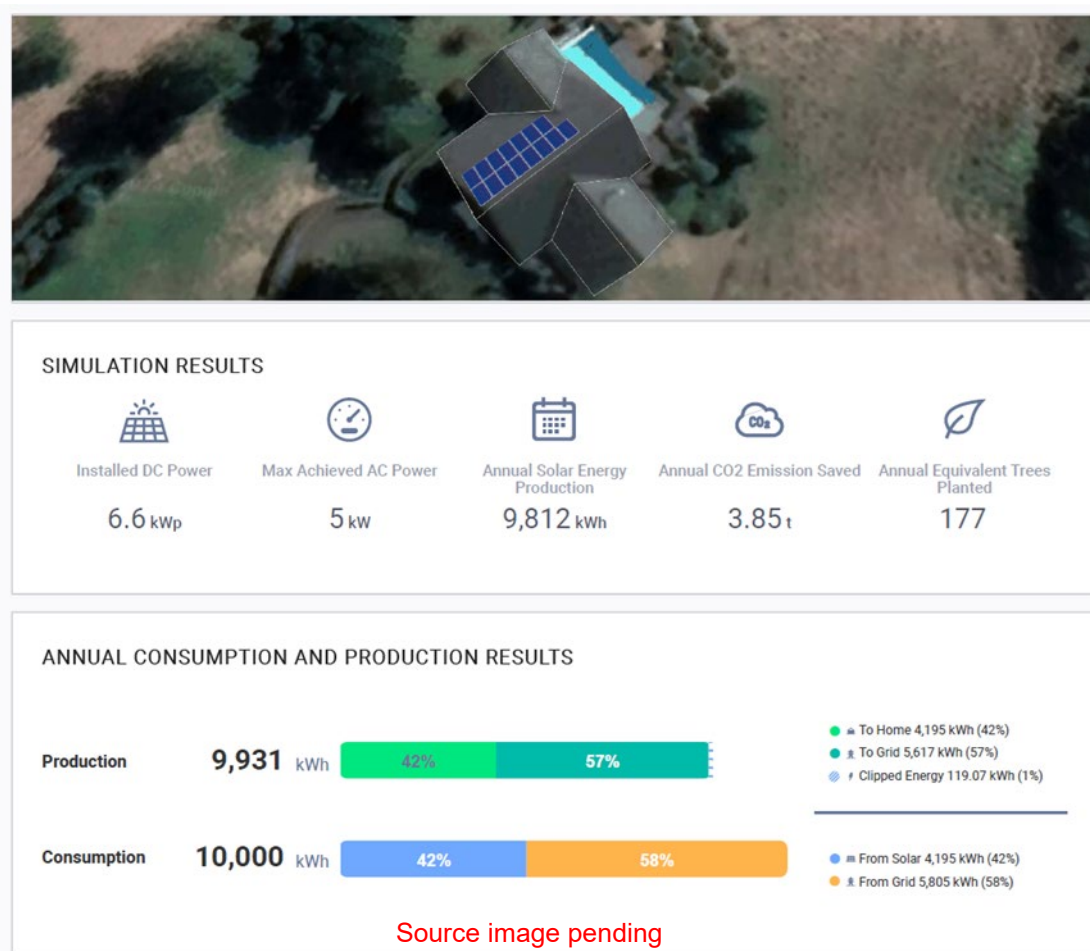 SIMULATION RESULTS
Installed DC Power
6.6 kWp
Max Achieved AC Power
5 kW
Annual Solar Energy
Production
9,812 kWh
CO₂
Annual CO2 Emission Saved
3.85 t
Annual Equivalent Trees
Planted
177
ANNUAL CONSUMPTION AND PRODUCTION RESULTS
Production 9,931 kWh 42% 57%
To Home 4,195 kWh (42%)
To Grid 5,617 kWh (57%)
Clipped Energy 119.07 kWh (1%)
Consumption 10,000 kWh 42% 58%
From Solar 4,195 kWh (42%)
From Grid 5,805 kWh (58%)
Source image pending